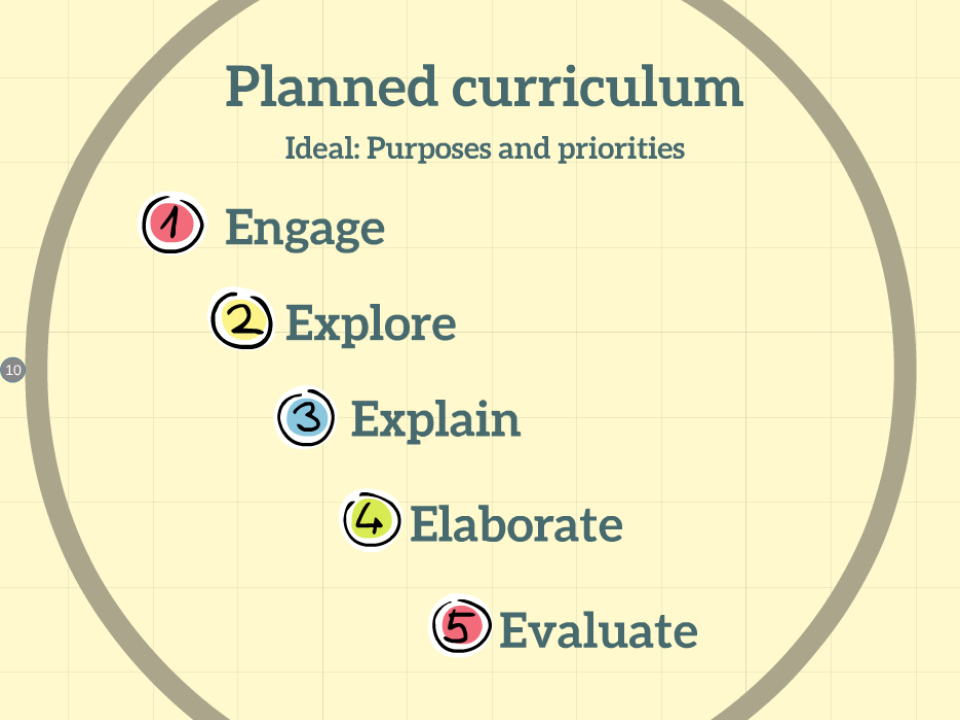 Planned curriculum
Ideal: Purposes and priorities
1 Engage
2 Explore
10
3 Explain
4 Elaborate
5 Evaluate